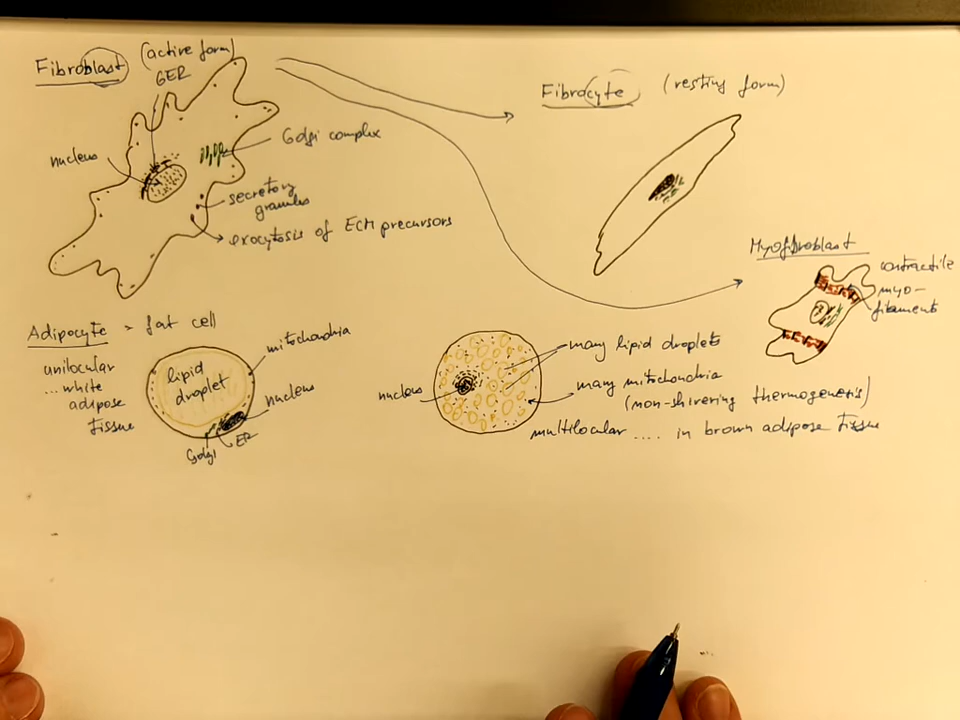 Fibroblast (active form)
GER
nucleus
Golgi complex
secretory
granules
exocytosis of ECM precursors
Fibrocyte (resting form)
Myofibroblast
contractile
myo-
filaments
Adipocyte = fat cell
unilocular
... white
adipose
tissue
lipid
droplet
mitochondria
nucleus
ER
Golgi
nucleus
many lipid droplets
many mitochondria
(non-shivering thermogenesis)
multilocular .... in brown adipose tissue